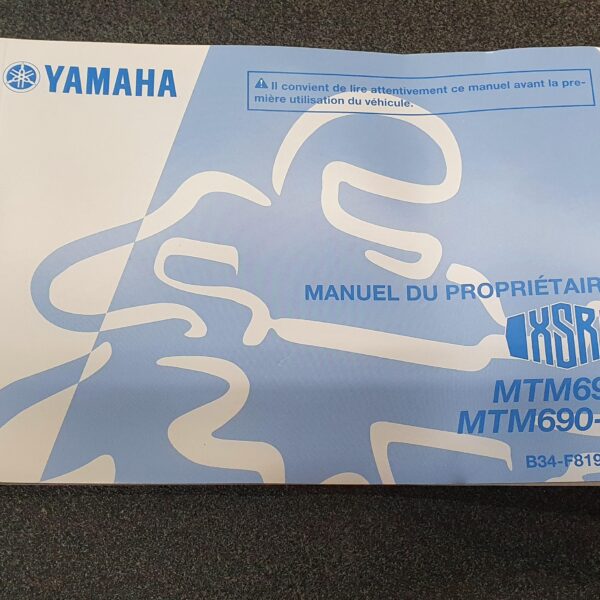 YAMAHA
⚠ Il convient de lire attentivement ce manuel avant la pre-
mière utilisation du véhicule.
MANUEL DU PROPRIÉTAIR
XSR
MTM69
MTM690-
B34-F819